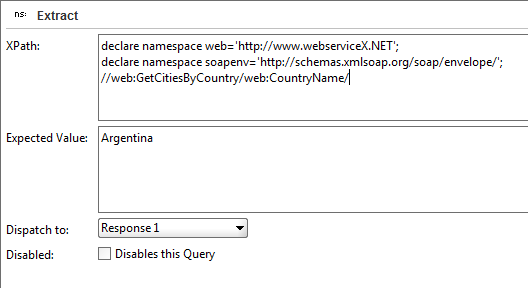 ns: Extract
XPath: declare namespace web='http://www.webserviceX.NET';
declare namespace soapenv='http://schemas.xmlsoap.org/soap/envelope/';
//web:GetCitiesByCountry/web:CountryName/
Expected Value: Argentina
Dispatch to: Response 1
Disabled: Disables this Query